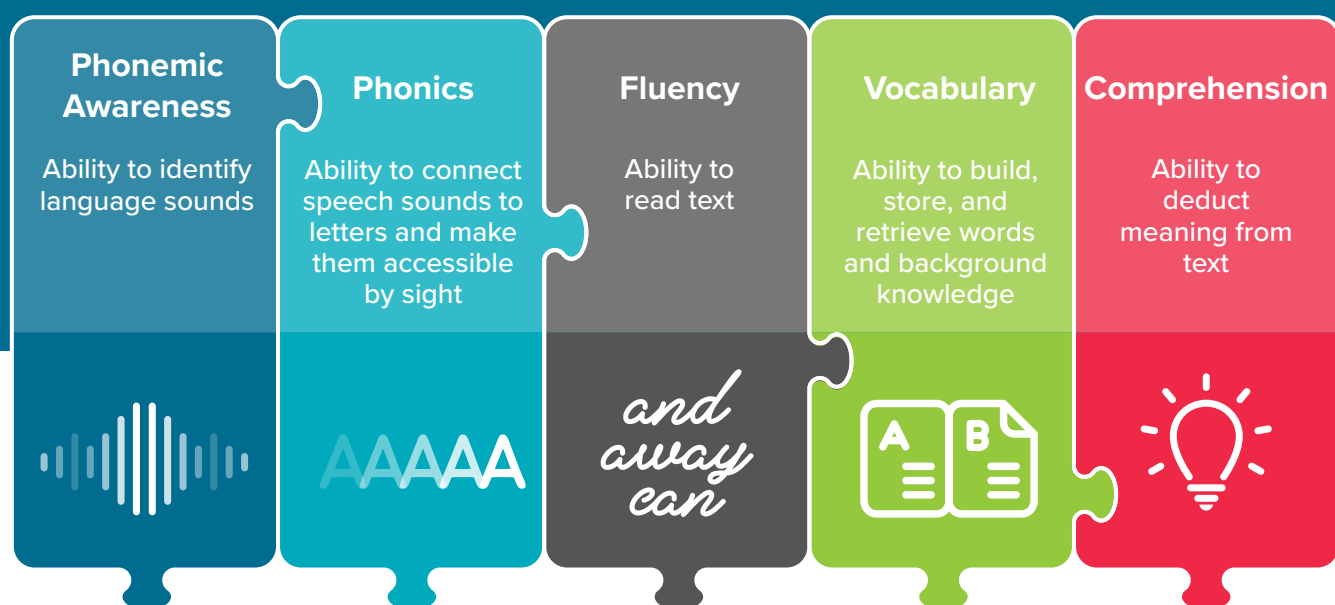 Phonemic
Awareness
Ability to identify
language sounds
Phonics
Ability to connect
speech sounds to
letters and make
them accessible
by sight
AAAAA
Fluency
Ability to
read text
and
away
can
Vocabulary
Ability to build,
store, and
retrieve words
and background
knowledge
A B
Comprehension
Ability to
deduct
meaning from
text